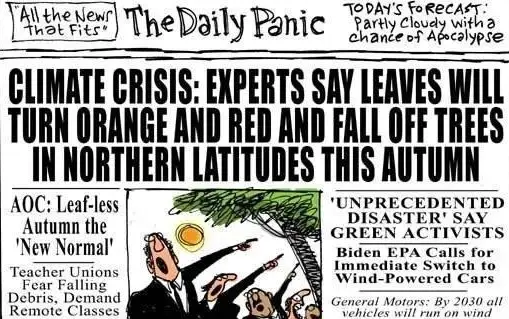 "All the News
That Fits"
The Daily Panic
TODAY'S FORECAST:
Partly Cloudy with a
chance of Apocalypse
CLIMATE CRISIS: EXPERTS SAY LEAVES WILL
TURN ORANGE AND RED AND FALL OFF TREES
IN NORTHERN LATITUDES THIS AUTUMN
AOC: Leaf-less
Autumn the
'New Normal'
Teacher Unions
Fear Falling
Debris, Demand
Remote Classes
'UNPRECEDENTED
DISASTER' SAY
GREEN ACTIVISTS
Biden EPA Calls for
Immediate Switch to
Wind-Powered Cars
General Motors: By 2030 all
vehicles will run on wind